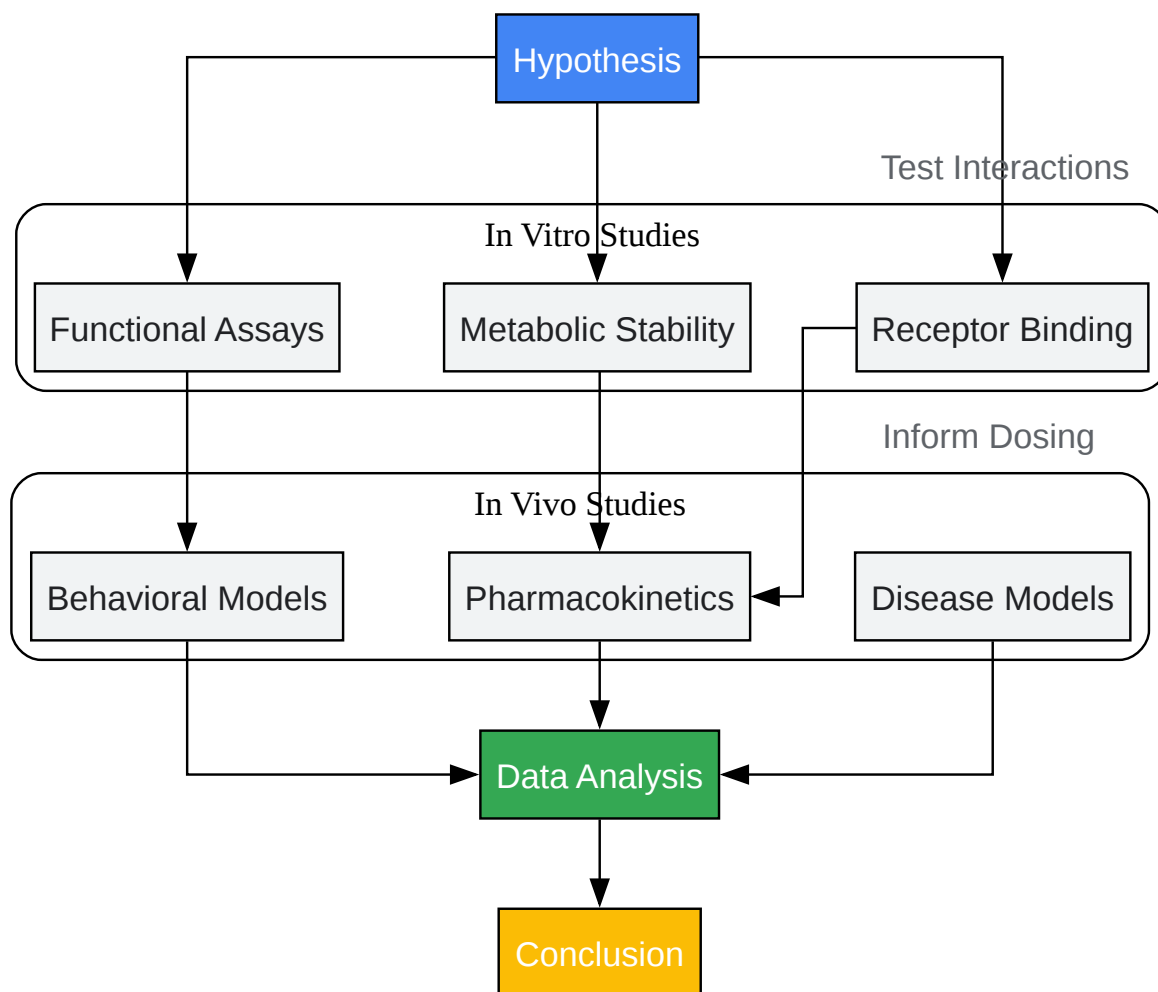 Hypothesis
Test Interactions
In Vitro Studies
Functional Assays
Metabolic Stability
Receptor Binding
Inform Dosing
In Vivo Studies
Behavioral Models
Pharmacokinetics
Disease Models
Data Analysis
Conclusion